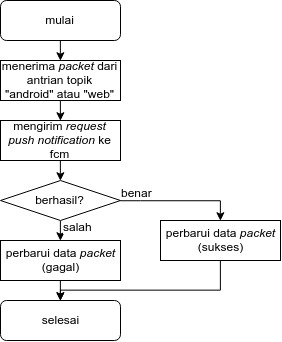 mulai
menerima packet dari
antrian topik
"android" atau "web"
mengirim request
push notification ke
fcm
berhasil?
benar
salah
perbarui data packet
(sukses)
perbarui data packet
(gagal)
selesai